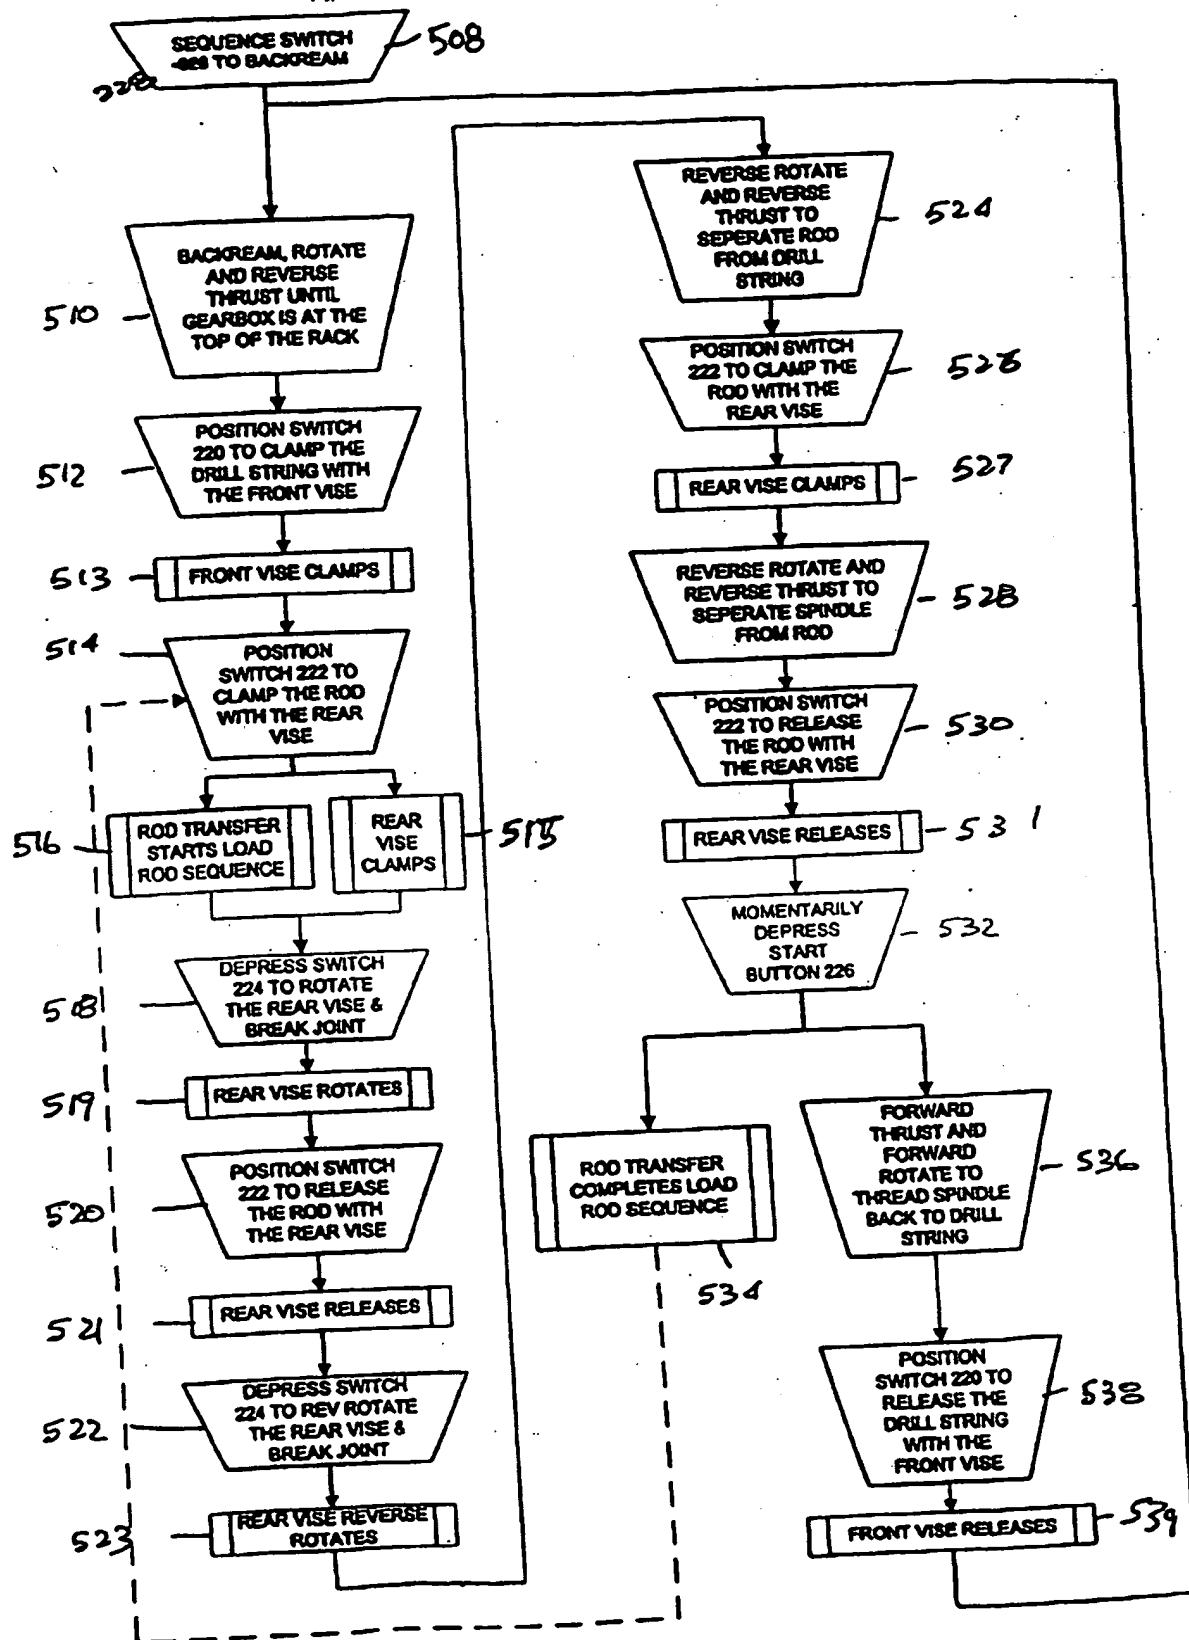 SEQUENCE SWITCH
-626 TO BACKREAM
508
228
BACKREAM, ROTATE
AND REVERSE
THRUST UNTIL
GEARBOX IS AT THE
TOP OF THE RACK
510
POSITION SWITCH
220 TO CLAMP THE
DRILL STRING WITH
THE FRONT VISE
512
FRONT VISE CLAMPS
513
POSITION
SWITCH 222 TO
CLAMP THE ROD
WITH THE REAR
VISE
514
ROD TRANSFER
STARTS LOAD
ROD SEQUENCE
516
REAR
VISE
CLAMPS
515
DEPRESS SWITCH
224 TO ROTATE
THE REAR VISE &
BREAK JOINT
518
REAR VISE ROTATES
519
POSITION SWITCH
222 TO RELEASE
THE ROD WITH
THE REAR VISE
520
REAR VISE RELEASES
521
DEPRESS SWITCH
224 TO REV ROTATE
THE REAR VISE &
BREAK JOINT
522
REAR VISE REVERSE
ROTATES
523
REVERSE ROTATE
AND REVERSE
THRUST TO
SEPERATE ROD
FROM DRILL
STRING
524
POSITION SWITCH
222 TO CLAMP THE
ROD WITH THE
REAR VISE
526
REAR VISE CLAMPS
527
REVERSE ROTATE AND
REVERSE THRUST TO
SEPERATE SPINDLE
FROM ROD
528
POSITION SWITCH
222 TO RELEASE
THE ROD WITH
THE REAR VISE
530
REAR VISE RELEASES
531
MOMENTARILY
DEPRESS
START
BUTTON 226
532
ROD TRANSFER
COMPLETES LOAD
ROD SEQUENCE
534
FORWARD
THRUST AND
FORWARD
ROTATE TO
THREAD SPINDLE
BACK TO DRILL
STRING
536
POSITION
SWITCH 220 TO
RELEASE THE
DRILL STRING
WITH THE
FRONT VISE
538
FRONT VISE RELEASES
539